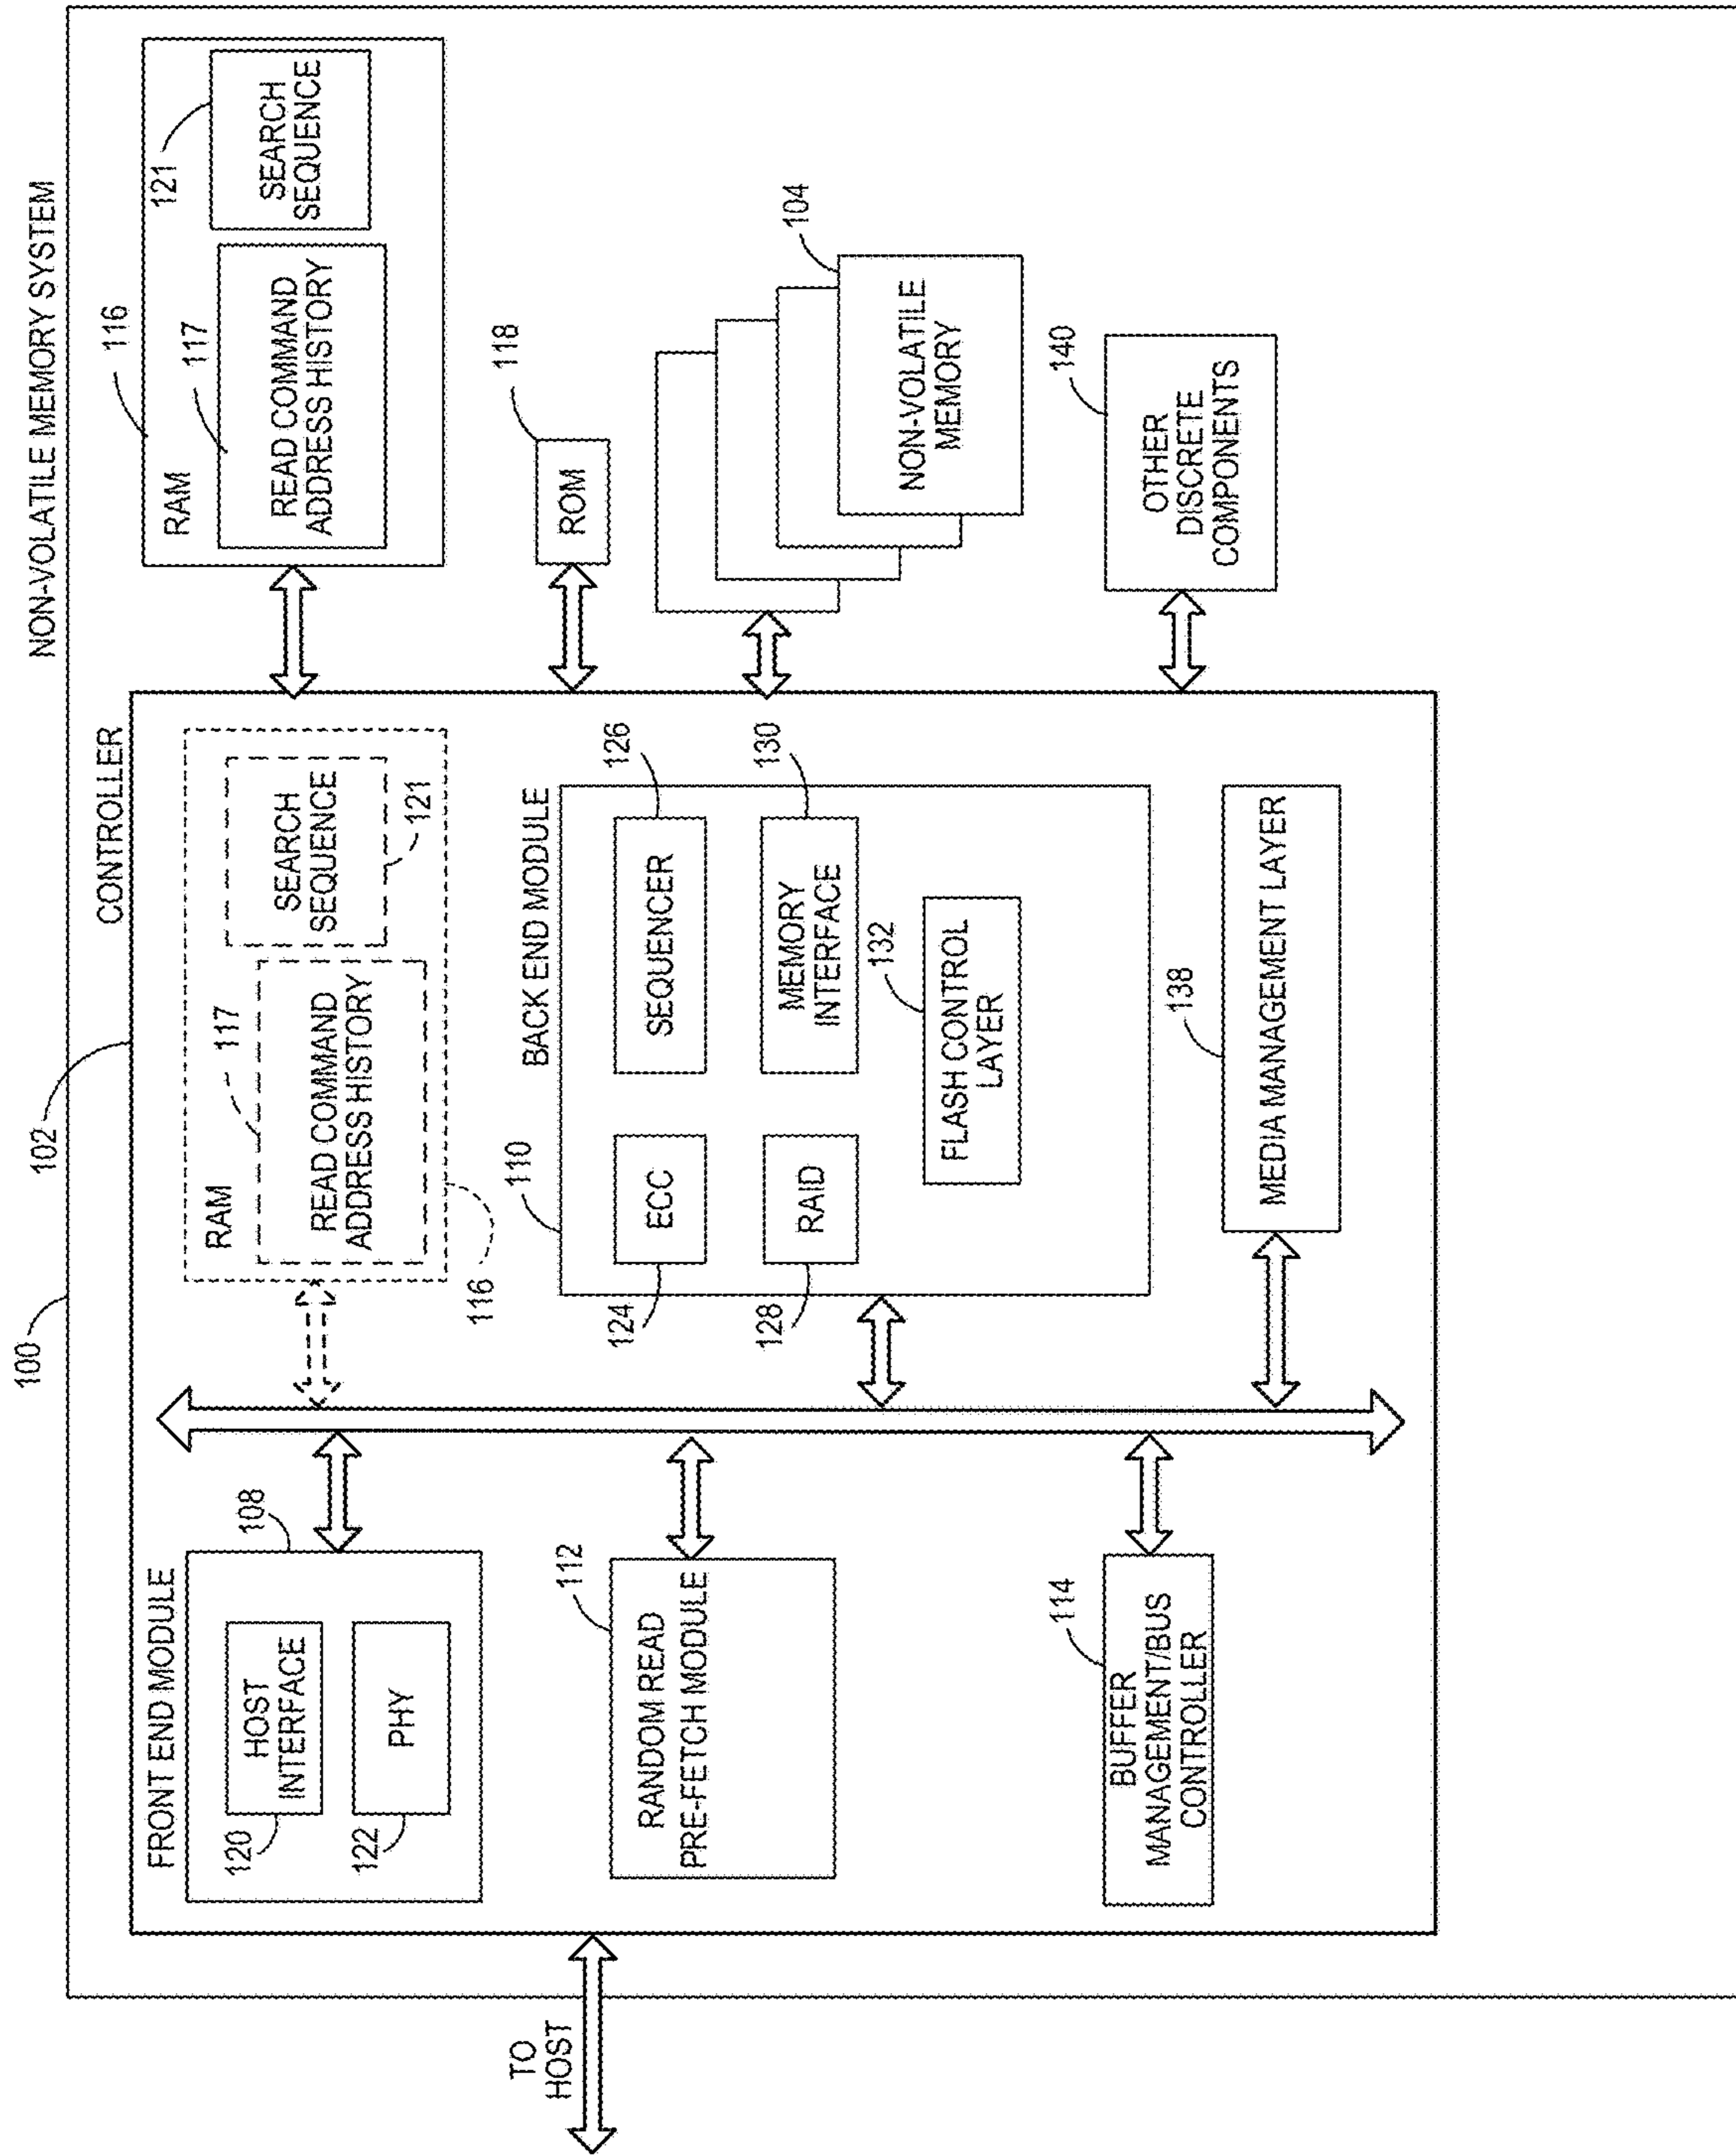 NON-VOLATILE MEMORY SYSTEM
100
102
CONTROLLER
TO
HOST
FRONT END MODULE
108
HOST
INTERFACE
120
PHY
122
RANDOM READ
PRE-FETCH MODULE
112
BUFFER
MANAGEMENT/BUS
CONTROLLER
114
RAM
READ COMMAND
ADDRESS HISTORY
117
SEARCH
SEQUENCE
121
116
BACK END MODULE
110
ECC
124
SEQUENCER
126
RAID
128
MEMORY
INTERFACE
130
FLASH CONTROL
LAYER
132
MEDIA MANAGEMENT LAYER
138
RAM
116
READ COMMAND
ADDRESS HISTORY
117
SEARCH
SEQUENCE
121
ROM
118
NON-VOLATILE
MEMORY
104
OTHER
DISCRETE
COMPONENTS
140